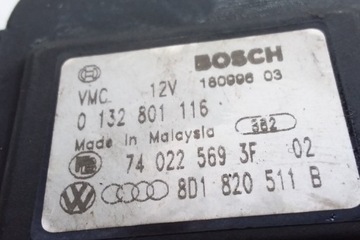 BOSCH
VMC 12V 180996 03
0 132 801 116
Made in Malaysia 382
74 022 569 3F 02
8D1 820 511 B